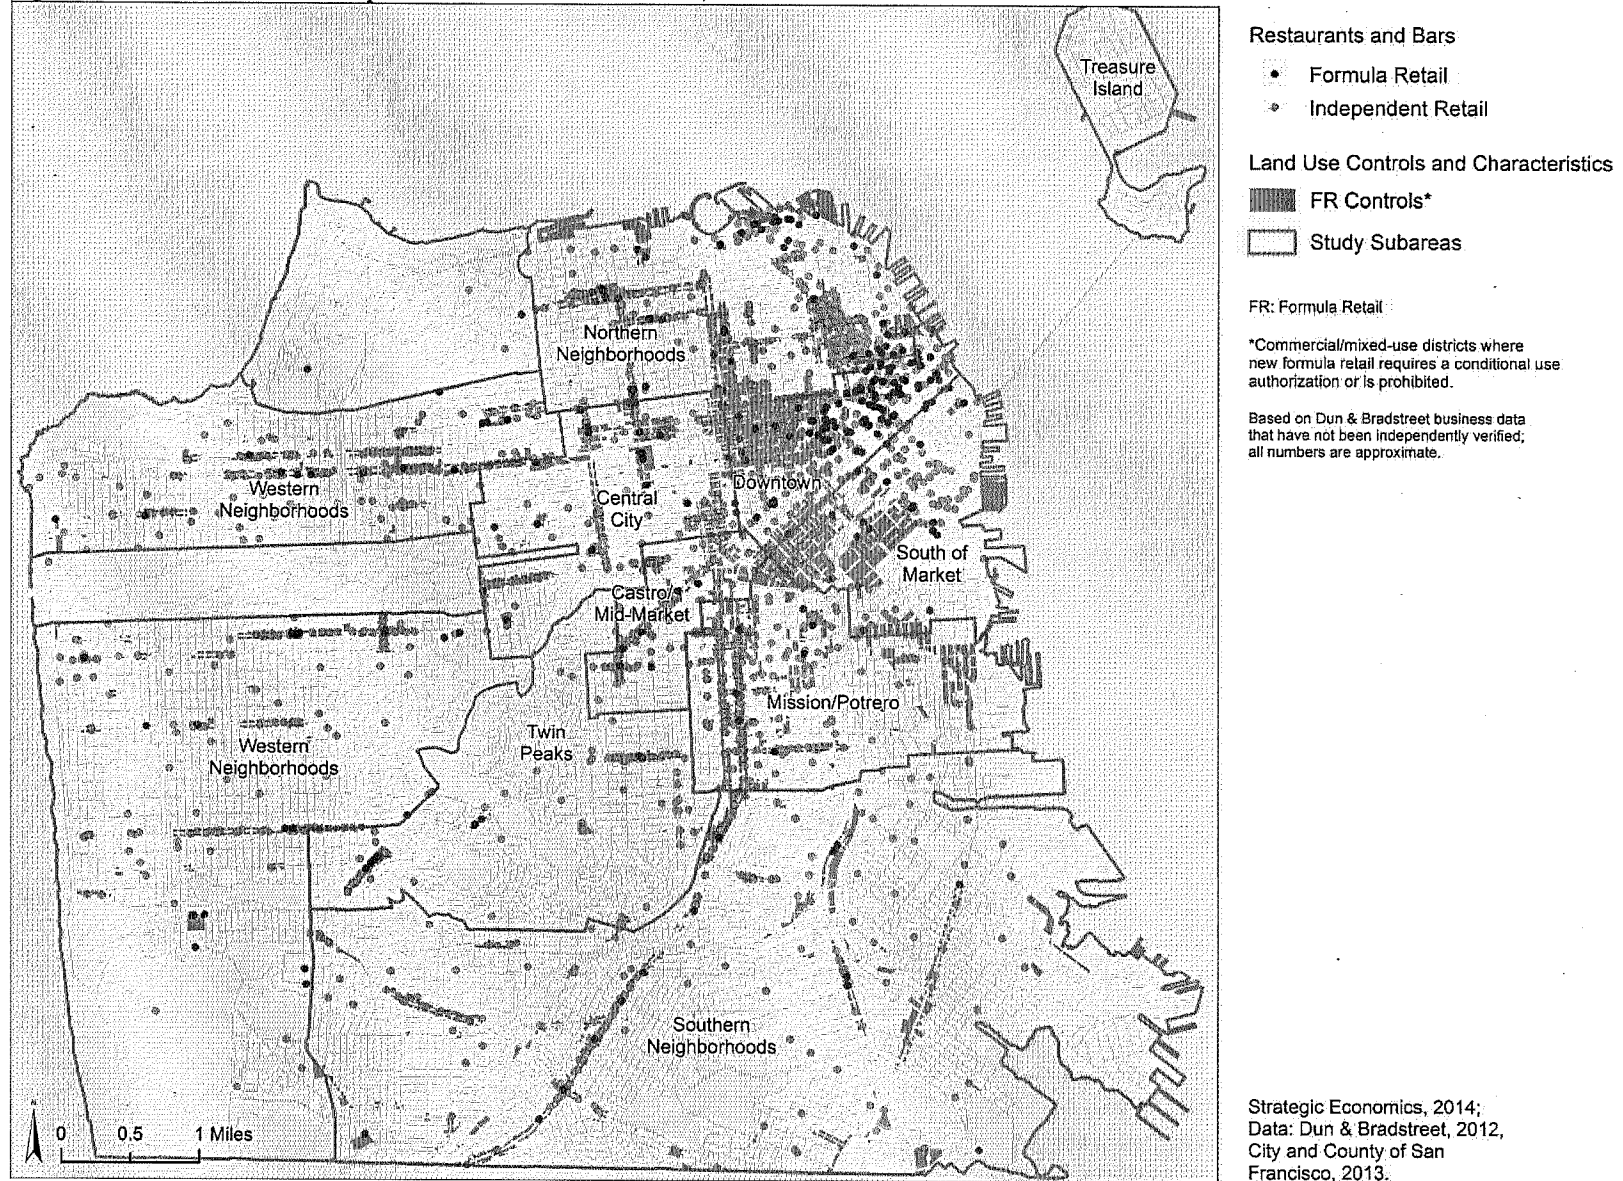 Treasure
Island
Northern
Neighborhoods
Western
Neighborhoods
Central
City
Downtown
South of
Market
Castro/
Mid-Market
Mission/Potrero
Twin
Peaks
Western
Neighborhoods
Southern
Neighborhoods
N
0 0.5 1 Miles
Restaurants and Bars
Formula Retail
Independent Retail
Land Use Controls and Characteristics
FR Controls*
Study Subareas
FR: Formula Retail
*Commercial/mixed-use districts where
new formula retail requires a conditional use
authorization or is prohibited.
Based on Dun & Bradstreet business data
that have not been independently verified;
all numbers are approximate.
Strategic Economics, 2014;
Data: Dun & Bradstreet, 2012,
City and County of San
Francisco, 2013.